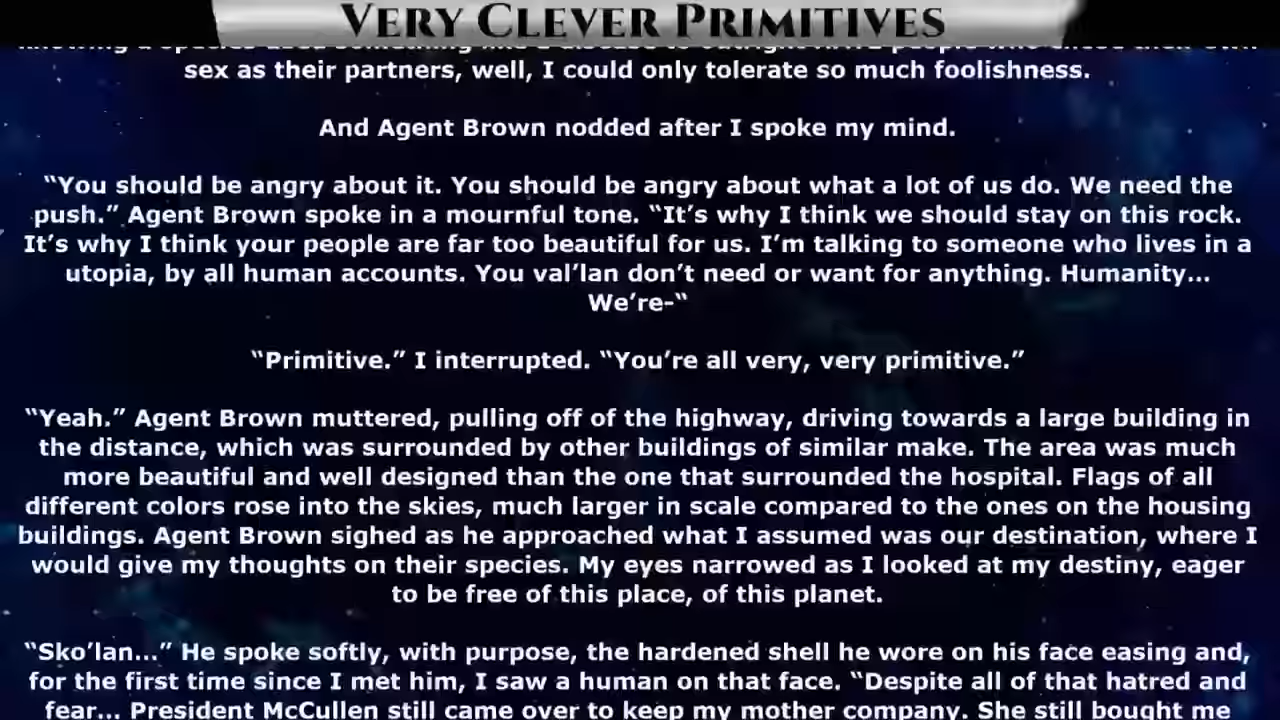 VERY CLEVER PRIMITIVES
sex as their partners, well, I could only tolerate so much foolishness.
And Agent Brown nodded after I spoke my mind.
“You should be angry about it. You should be angry about what a lot of us do. We need the
push.” Agent Brown spoke in a mournful tone. “It’s why I think we should stay on this rock.
It’s why I think your people are far too beautiful for us. I’m talking to someone who lives in a
utopia, by all human accounts. You val’lan don’t need or want for anything. Humanity...
We’re-“
“Primitive.” I interrupted. “You’re all very, very primitive.”
“Yeah.” Agent Brown muttered, pulling off of the highway, driving towards a large building in
the distance, which was surrounded by other buildings of similar make. The area was much
more beautiful and well designed than the one that surrounded the hospital. Flags of all
different colors rose into the skies, much larger in scale compared to the ones on the housing
buildings. Agent Brown sighed as he approached what I assumed was our destination, where I
would give my thoughts on their species. My eyes narrowed as I looked at my destiny, eager
to be free of this place, of this planet.
“Sko’lan...” He spoke softly, with purpose, the hardened shell he wore on his face easing and,
for the first time since I met him, I saw a human on that face. “Despite all of that hatred and
fear... President McCullen still came over to keep my mother company. She still bought me